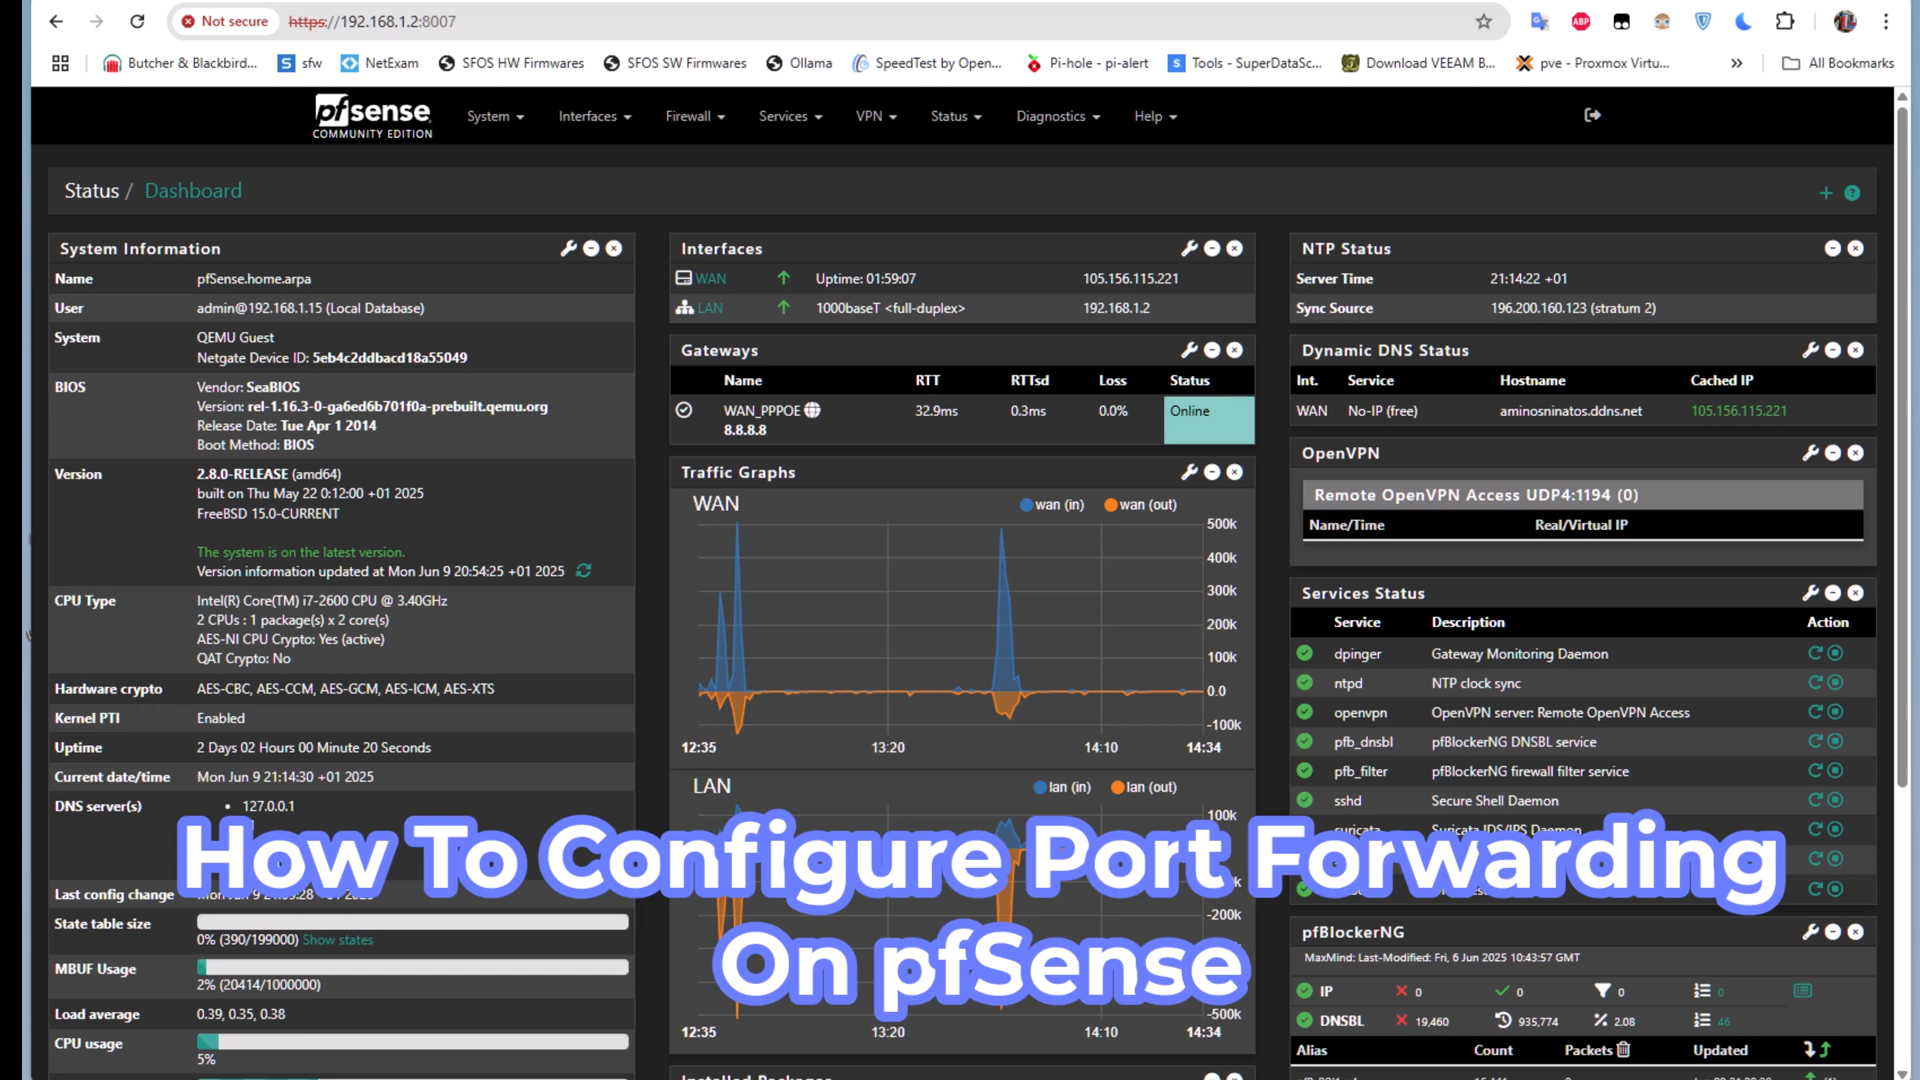 Not secure https://192.168.1.2:8007
Butcher & Blackbird... sfw NetExam SFOS HW Firmwares SFOS SW Firmwares Ollama SpeedTest by Open... Pi-hole - pi-alert Tools - SuperDataSc... Download VEEAM B... pve - Proxmox Virtu... » All Bookmarks
pfsense
COMMUNITY EDITION
System Interfaces Firewall Services VPN Status Diagnostics Help
Status / Dashboard
System Information
Name pfSense.home.arpa
User admin@192.168.1.15 (Local Database)
System QEMU Guest
Netgate Device ID: 5eb4c2ddbacd18a55049
BIOS Vendor: SeaBIOS
Version: rel-1.16.3-0-ga6ed6b701f0a-prebuilt.qemu.org
Release Date: Tue Apr 1 2014
Boot Method: BIOS
Version 2.8.0-RELEASE (amd64)
built on Thu May 22 0:12:00 +01 2025
FreeBSD 15.0-CURRENT
The system is on the latest version.
Version information updated at Mon Jun 9 20:54:25 +01 2025
CPU Type Intel(R) Core(TM) i7-2600 CPU @ 3.40GHz
2 CPUs : 1 package(s) x 2 core(s)
AES-NI CPU Crypto: Yes (active)
QAT Crypto: No
Hardware crypto AES-CBC, AES-CCM, AES-GCM, AES-ICM, AES-XTS
Kernel PTI Enabled
Uptime 2 Days 02 Hours 00 Minute 20 Seconds
Current date/time Mon Jun 9 21:14:30 +01 2025
DNS server(s) • 127.0.0.1
Last config change
State table size
0% (390/199000) Show states
MBUF Usage
2% (20414/1000000)
Load average 0.39, 0.35, 0.38
CPU usage
5%
Interfaces
WAN Uptime: 01:59:07 105.156.115.221
LAN 1000baseT <full-duplex> 192.168.1.2
Gateways
Name RTT RTTsd Loss Status
WAN_PPPOE 32.9ms 0.3ms 0.0% Online
8.8.8.8
Traffic Graphs
WAN wan (in) wan (out)
500k
400k
300k
200k
100k
0.0
-100k
12:35 13:20 14:10 14:34
LAN lan (in) lan (out)
100k
-200k
-500k
12:35 13:20 14:10 14:34
NTP Status
Server Time 21:14:22 +01
Sync Source 196.200.160.123 (stratum 2)
Dynamic DNS Status
Int. Service Hostname Cached IP
WAN No-IP (free) aminosninatos.ddns.net 105.156.115.221
OpenVPN
Remote OpenVPN Access UDP4:1194 (0)
Name/Time Real/Virtual IP
Services Status
Service Description Action
dpinger Gateway Monitoring Daemon
ntpd NTP clock sync
openvpn OpenVPN server: Remote OpenVPN Access
pfb_dnsbl pfBlockerNG DNSBL service
pfb_filter pfBlockerNG firewall filter service
sshd Secure Shell Daemon
suricata Suricata IDS/IPS Daemon
pfBlockerNG
MaxMind: Last-Modified: Fri, 6 Jun 2025 10:43:57 GMT
IP 0 0 0 0
DNSBL 19,460 935,774 2.08 46
Alias Count Packets Updated
How To Configure Port Forwarding
On pfSense